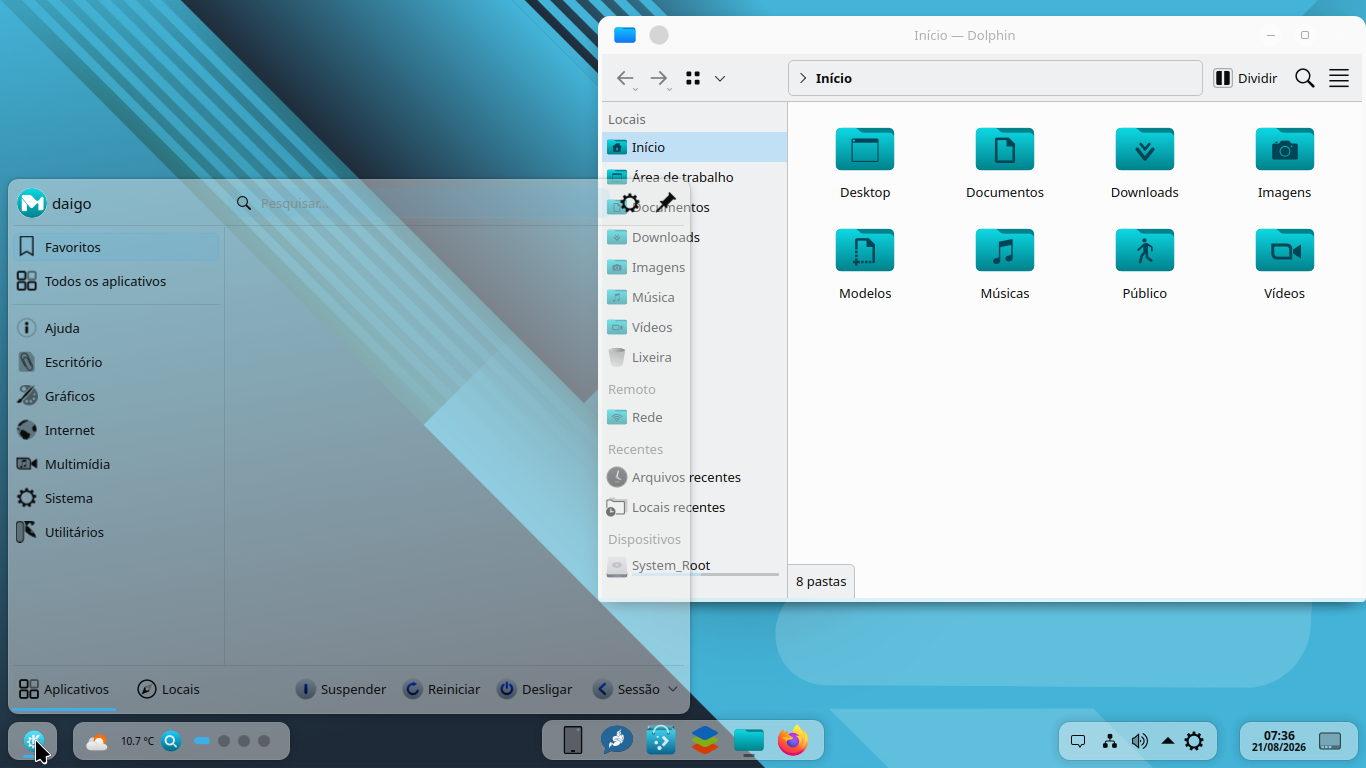 Início — Dolphin
Início
Dividir
Locais
Início
Área de trabalho
Documentos
Downloads
Imagens
Música
Vídeos
Lixeira
Remoto
Rede
Recentes
Arquivos recentes
Locais recentes
Dispositivos
System_Root
Desktop
Documentos
Downloads
Imagens
Modelos
Músicas
Público
Vídeos
8 pastas
daigo
Pesquisar...
Favoritos
Todos os aplicativos
Ajuda
Escritório
Gráficos
Internet
Multimídia
Sistema
Utilitários
Aplicativos
Locais
Suspender
Reiniciar
Desligar
Sessão
10.7 °C
07:36
21/08/2026